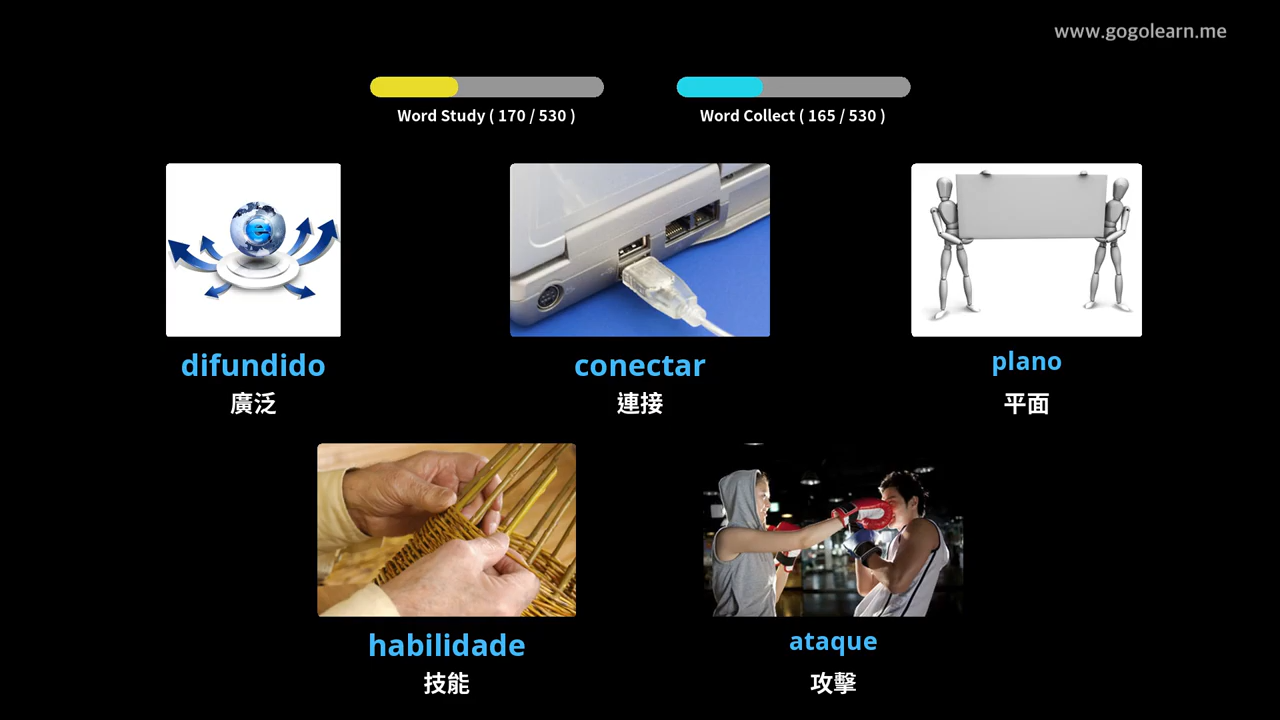 www.gogolearn.me
Word Study ( 170 / 530 )
Word Collect ( 165 / 530 )
e
difundido
conectar
plano
廣泛
連接
平面
habilidade
ataque
技能
攻擊